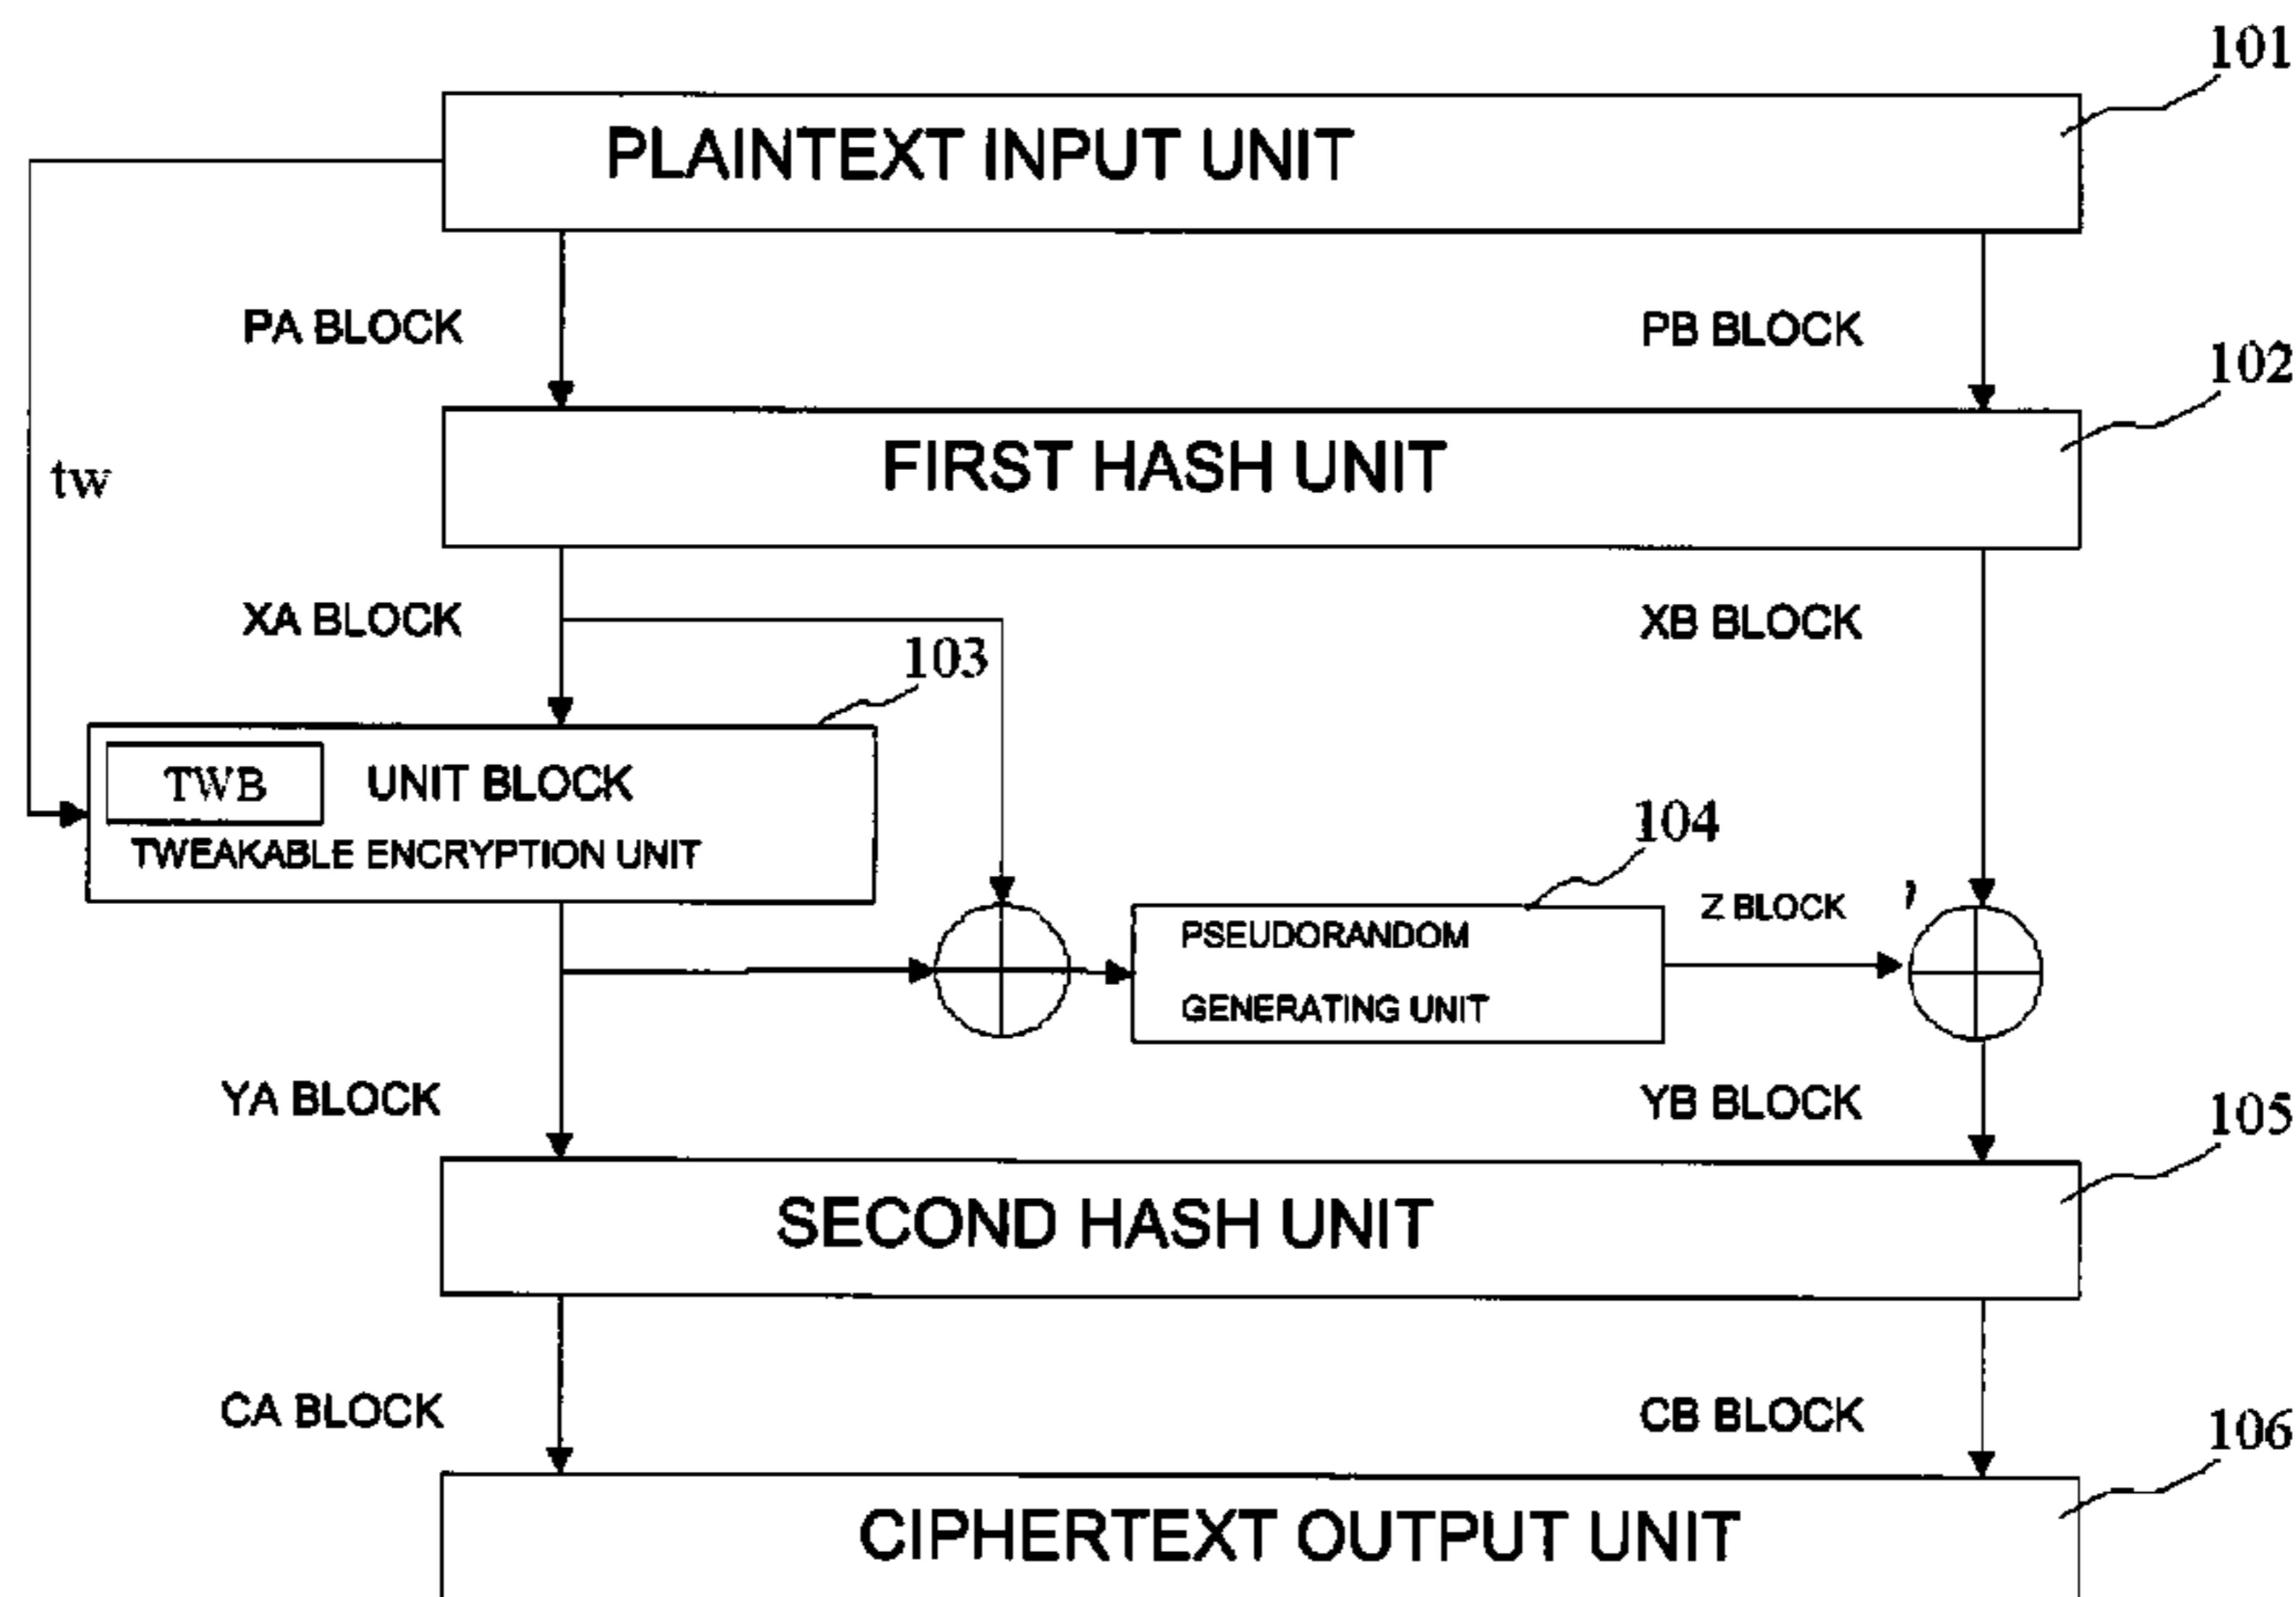 101
PLAINTEXT INPUT UNIT
PA BLOCK
PB BLOCK
102
FIRST HASH UNIT
tw
XA BLOCK
XB BLOCK
103
TWB UNIT BLOCK
TWEAKABLE ENCRYPTION UNIT
104
Z BLOCK
PSEUDORANDOM
GENERATING UNIT
YA BLOCK
YB BLOCK
105
SECOND HASH UNIT
CA BLOCK
CB BLOCK
106
CIPHERTEXT OUTPUT UNIT